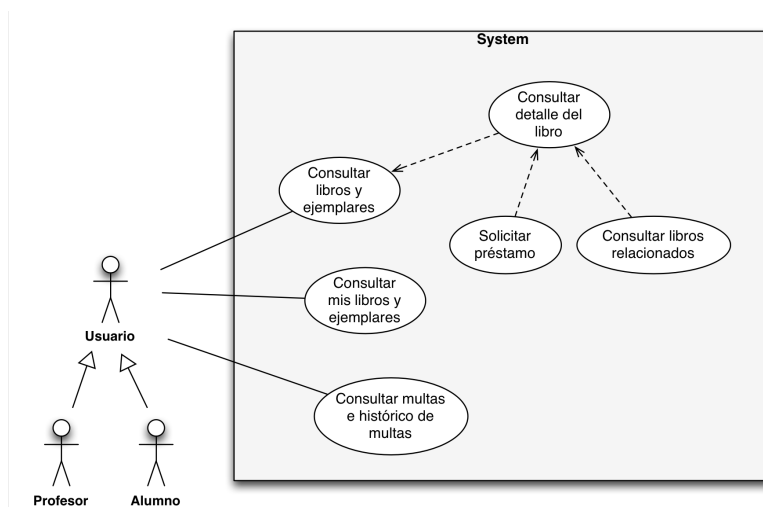 System
Consultar
detalle del
libro
Consultar
libros y
ejemplares
Solicitar
préstamo
Consultar libros
relacionados
Consultar
mis libros y
ejemplares
Usuario
Consultar multas
e histórico de
multas
Profesor
Alumno